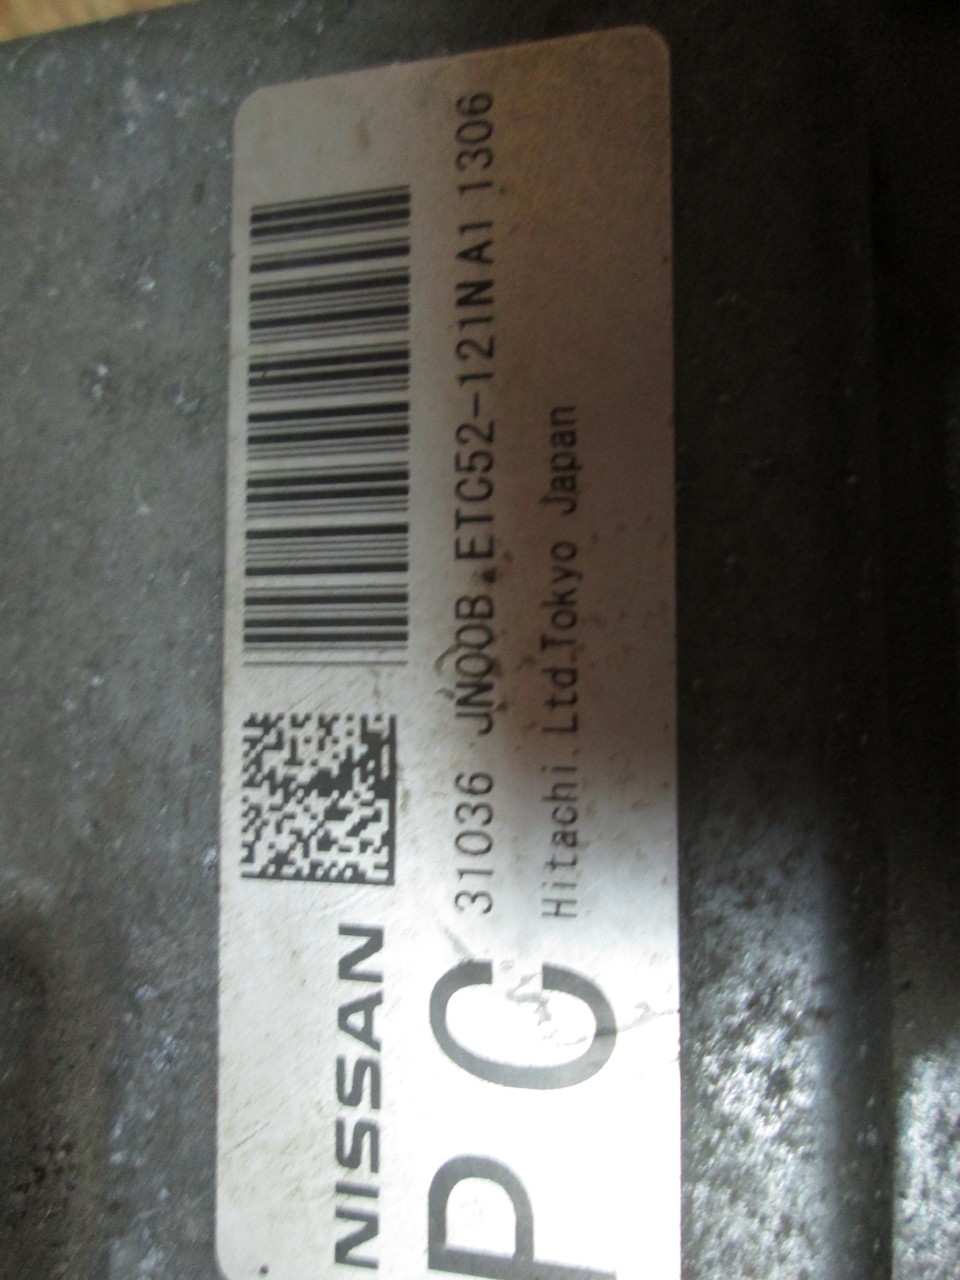 NISSAN
PC
31036 JN00B ETC52-121N A1 1306
Hitachi.Ltd.Tokyo Japan